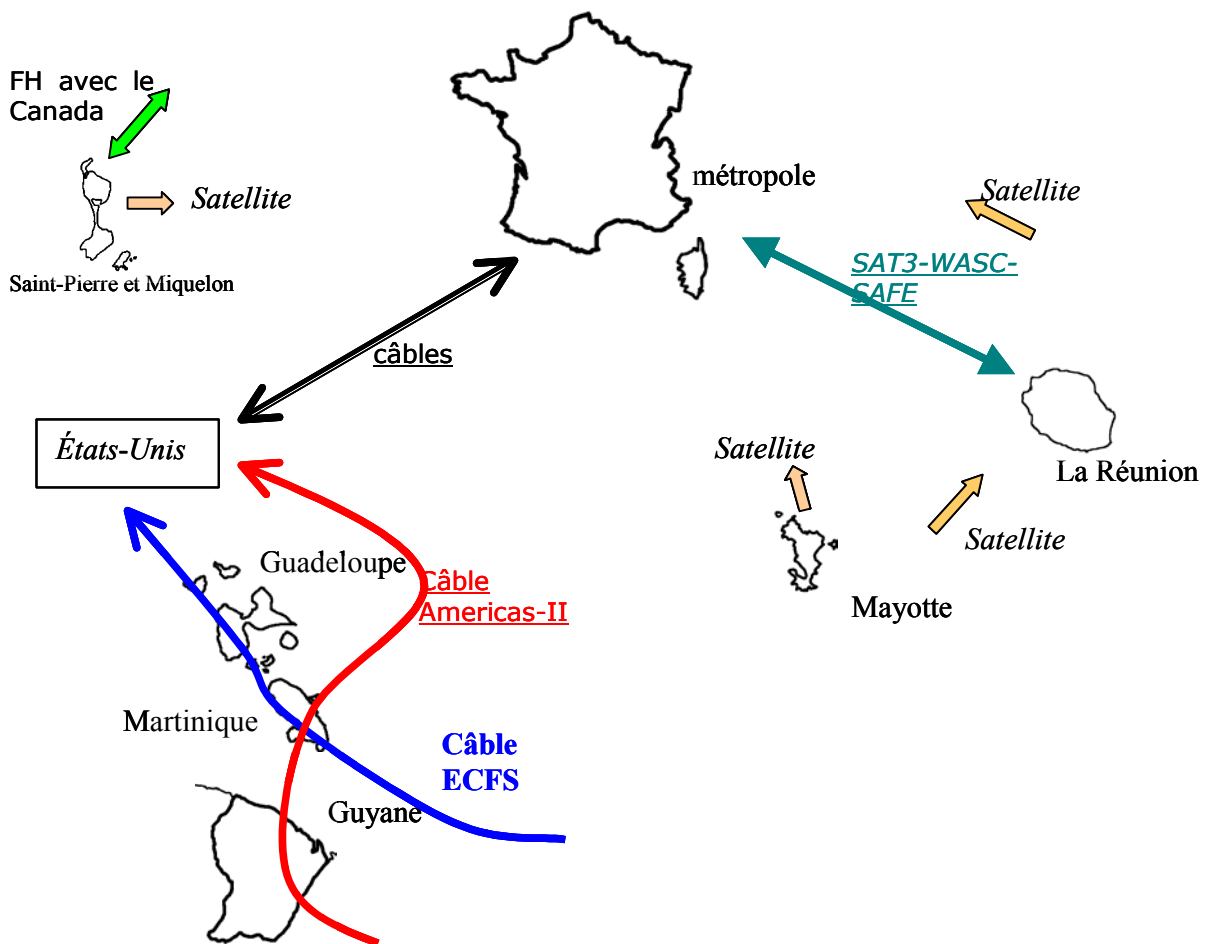 FH avec le
Canada
Satellite
Saint-Pierre et Miquelon
métropole
Satellite
SAT3-WASC-
SAFE
câbles
États-Unis
Satellite
La Réunion
Satellite
Mayotte
Guadeloupe
Câble
Americas-II
Martinique
Câble
ECFS
Guyane